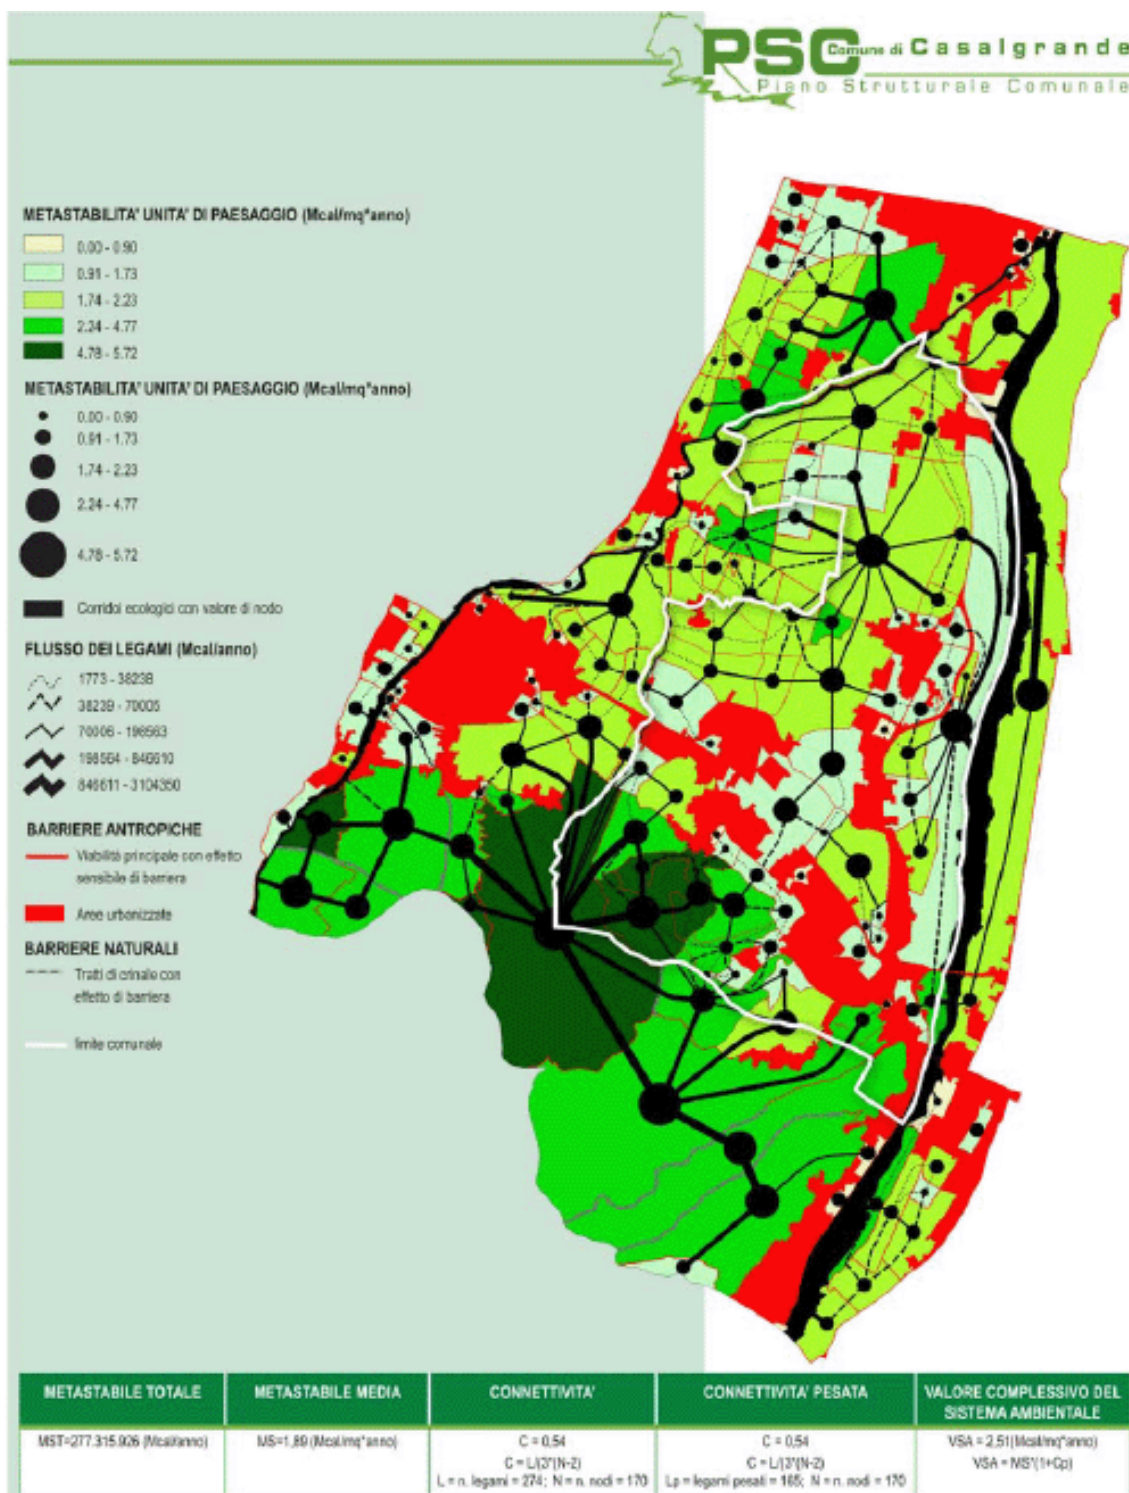 PSC Comune di Casalgrande
Piano Strutturale Comunale
METASTABILITA' UNITA' DI PAESAGGIO (Mcal/mq*anno)
0.00 - 0.90
0.91 - 1.73
1.74 - 2.23
2.24 - 4.77
4.78 - 5.72
METASTABILITA' UNITA' DI PAESAGGIO (Mcal/mq*anno)
0.00 - 0.90
0.91 - 1.73
1.74 - 2.23
2.24 - 4.77
4.78 - 5.72
Corridoi ecologici con valore di nodo
FLUSSO DEI LEGAMI (Mcal/anno)
1773 - 38238
38239 - 70005
70006 - 198563
198564 - 846610
846611 - 3104350
BARRIERE ANTROPICHE
Viabilità principale con effetto
sensibile di barriera
Aree urbanizzate
BARRIERE NATURALI
Tratti di crinale con
effetto di barriera
limite comunale
METASTABILE TOTALE
MST=277.315.926 (Mcal/anno)
METASTABILE MEDIA
MS=1,89 (Mcal/mq*anno)
CONNETTIVITA'
C = 0,54
C = L/(3*(N-2)
L = n. legami = 274; N = n. nodi = 170
CONNETTIVITA' PESATA
C = 0,54
C = L/(3*(N-2)
Lp = legami pesati = 165; N = n. nodi = 170
VALORE COMPLESSIVO DEL
SISTEMA AMBIENTALE
VSA = 2,51(Mcal/mq*anno)
VSA = MS*(1+Cp)